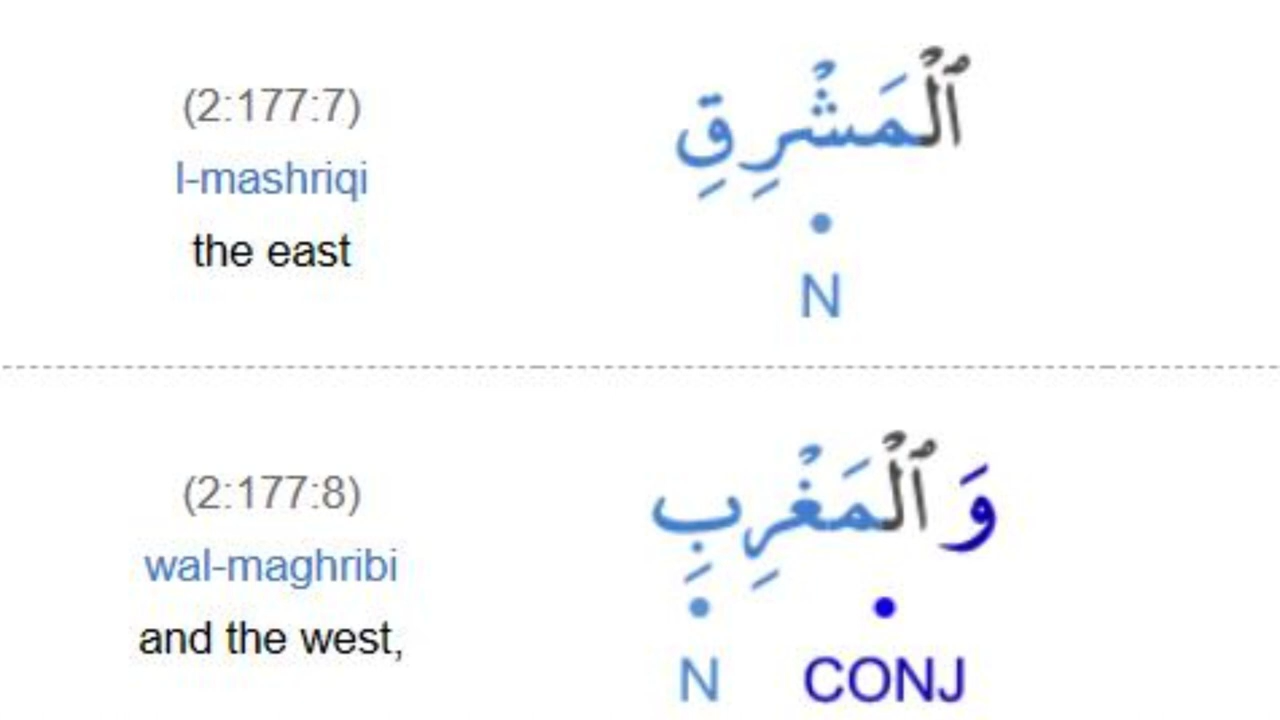 (2:177:7)
l-mashriqi
the east
ٱلْمَشْرِقِ
N
(2:177:8)
wal-maghribi
and the west,
وَٱلْمَغْرِبِ
N CONJ